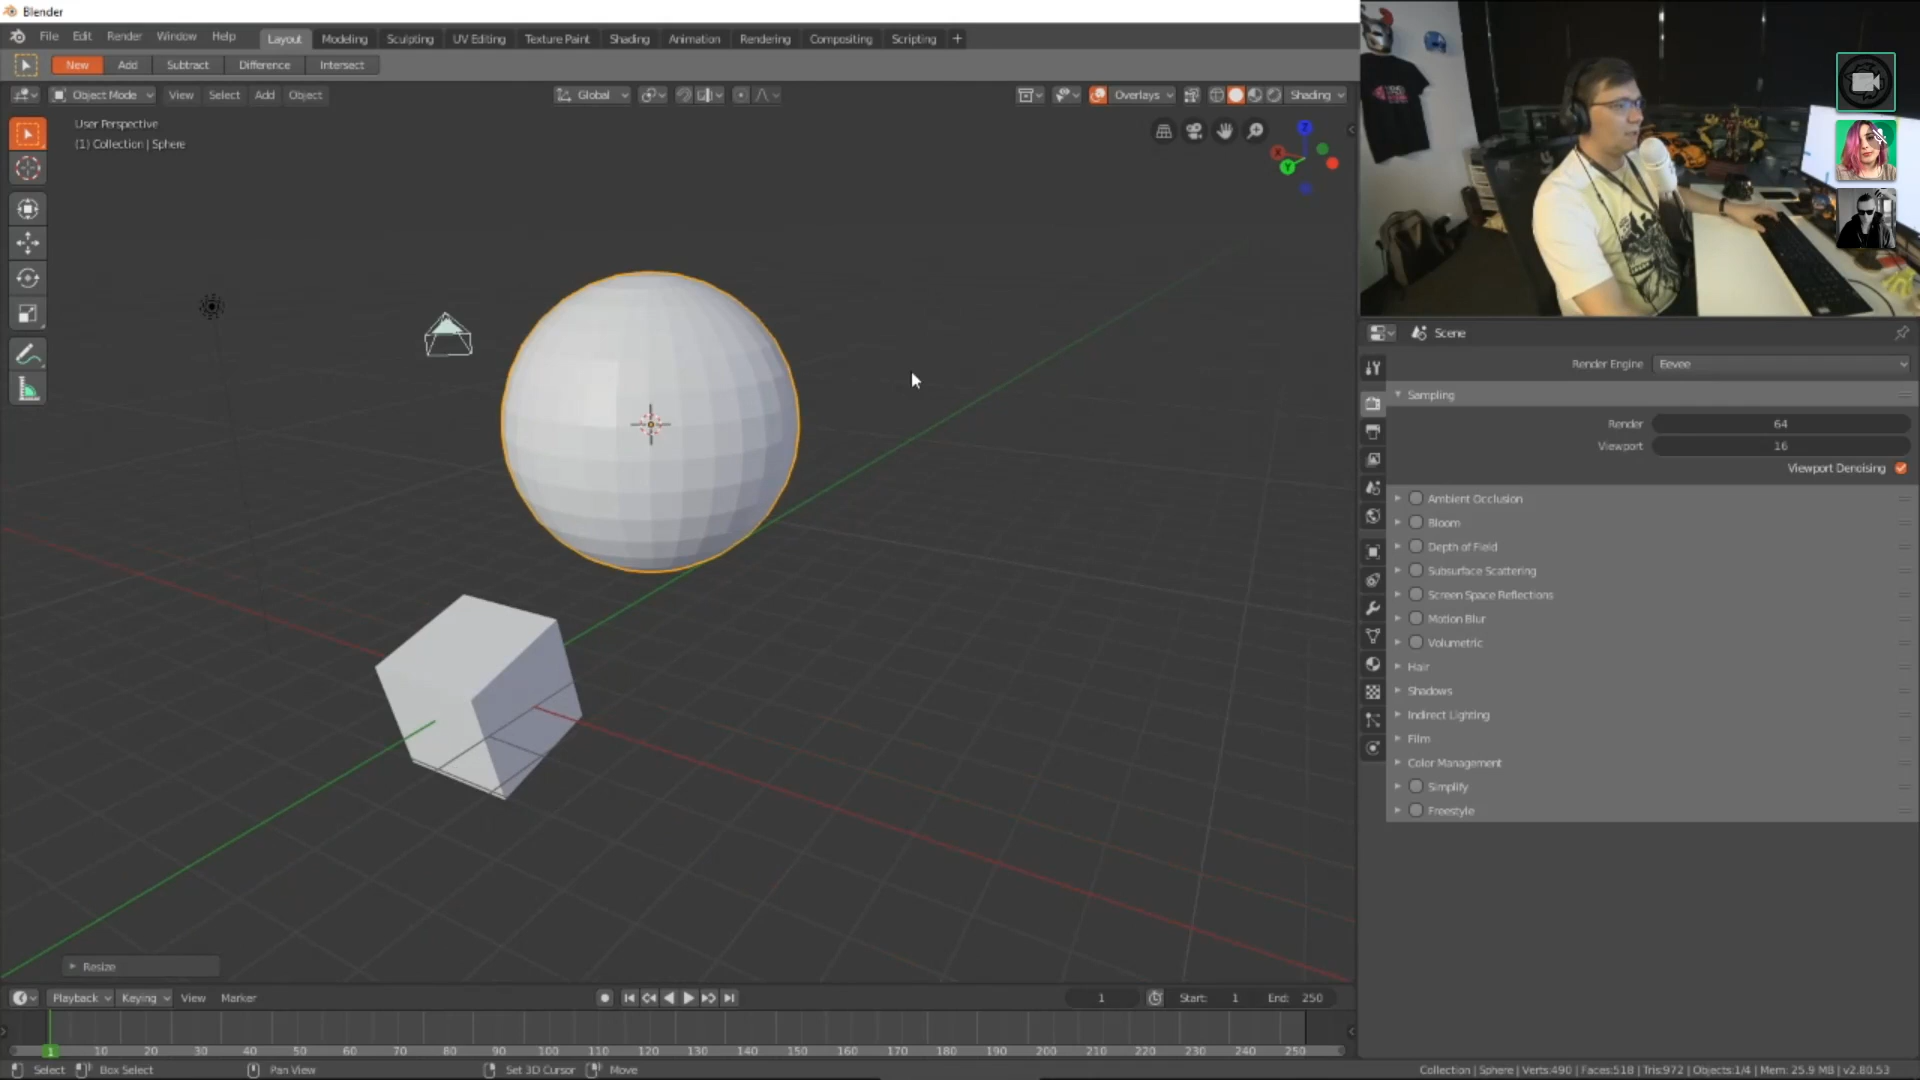 Blender
File Edit Render Window Help Layout Modeling Sculpting UV Editing Texture Paint Shading Animation Rendering Compositing Scripting +
New Add Subtract Difference Intersect
Object Mode View Select Add Object Global Overlays Shading
User Perspective
(1) Collection | Sphere
Z
X
Y
Scene
Render Engine Eevee
Sampling
Render 64
Viewport 16
Viewport Denoising
Ambient Occlusion
Bloom
Depth of Field
Subsurface Scattering
Screen Space Reflections
Motion Blur
Volumetric
Hair
Shadows
Indirect Lighting
Film
Color Management
Simplify
Freestyle
Resize
Playback Keying View Marker 1 Start: 1 End: 250
1 10 20 30 40 50 60 70 80 90 100 110 120 130 140 150 160 170 180 190 200 210 220 230 240 250
Select Box Select Pan View Set 3D Cursor Move Collection | Sphere | Verts:490 | Faces:518 | Tris:972 | Objects:1/4 | Mem: 25.9 MB | v2.80.53